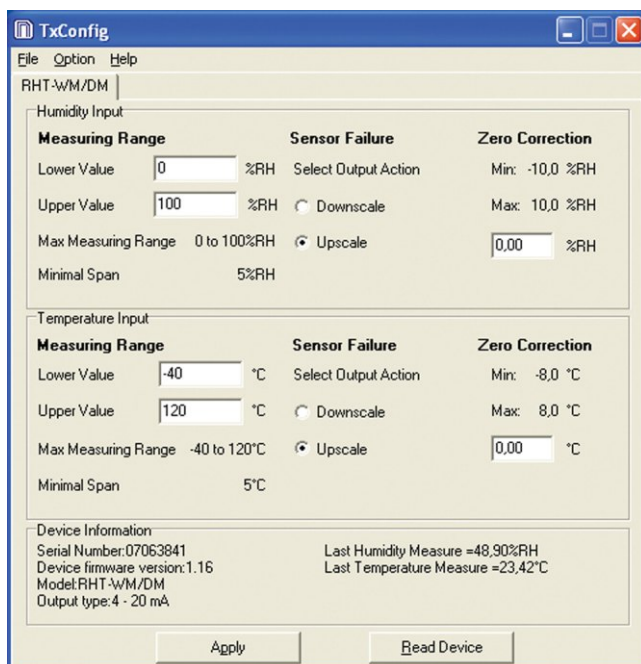 TxConfig
File Option Help
RHT-WM/DM
Humidity Input
Measuring Range Sensor Failure Zero Correction
Lower Value 0 %RH Select Output Action Min: -10,0 %RH
Upper Value 100 %RH Downscale Max: 10,0 %RH
Max Measuring Range 0 to 100%RH Upscale 0,00 %RH
Minimal Span 5%RH
Temperature Input
Measuring Range Sensor Failure Zero Correction
Lower Value -40 °C Select Output Action Min: -8,0 °C
Upper Value 120 °C Downscale Max: 8,0 °C
Max Measuring Range -40 to 120°C Upscale 0,00 °C
Minimal Span 5°C
Device Information
Serial Number:07063841 Last Humidity Measure =48,90%RH
Device firmware version:1.16 Last Temperature Measure =23,42°C
Model:RHT-WM/DM
Output type:4 - 20 mA
Apply Read Device